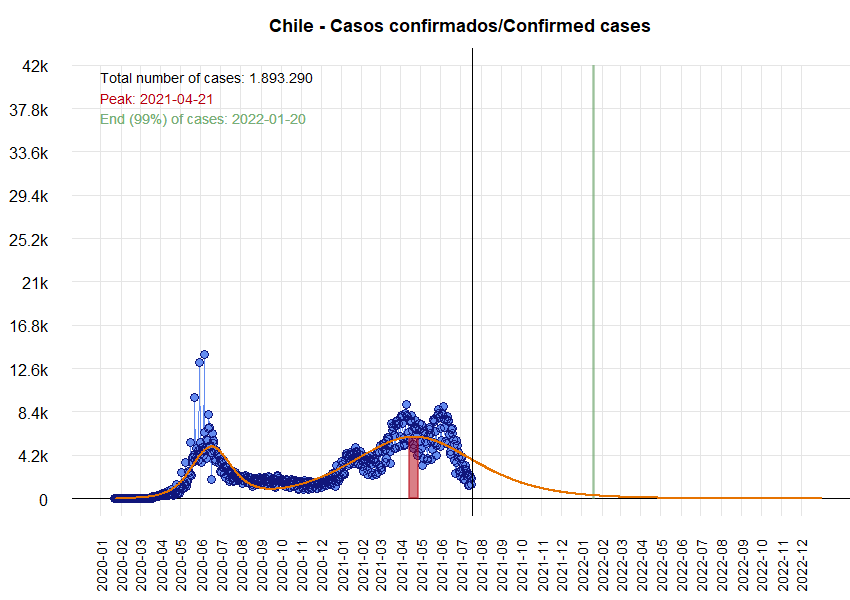 Chile - Casos confirmados/Confirmed cases
Total number of cases: 1.893.290
Peak: 2021-04-21
End (99%) of cases: 2022-01-20
42k
37.8k
33.6k
29.4k
25.2k
21k
16.8k
12.6k
8.4k
4.2k
0
2020-01
2020-02
2020-03
2020-04
2020-05
2020-06
2020-07
2020-08
2020-09
2020-10
2020-11
2020-12
2021-01
2021-02
2021-03
2021-04
2021-05
2021-06
2021-07
2021-08
2021-09
2021-10
2021-11
2021-12
2022-01
2022-02
2022-03
2022-04
2022-05
2022-06
2022-07
2022-08
2022-09
2022-10
2022-11
2022-12